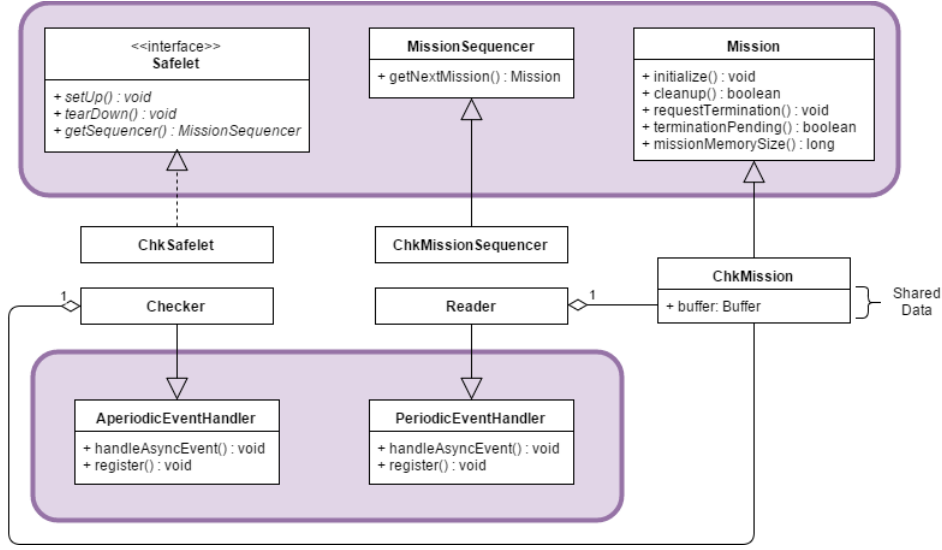 <<interface>>
Safelet
+ setUp() : void
+ tearDown() : void
+ getSequencer() : MissionSequencer
MissionSequencer
+ getNextMission() : Mission
Mission
+ initialize() : void
+ cleanup() : boolean
+ requestTermination() : void
+ terminationPending() : boolean
+ missionMemorySize() : long
ChkSafelet
ChkMissionSequencer
ChkMission
+ buffer: Buffer
Shared
Data
1
Checker
Reader
1
AperiodicEventHandler
+ handleAsyncEvent() : void
+ register() : void
PeriodicEventHandler
+ handleAsyncEvent() : void
+ register() : void